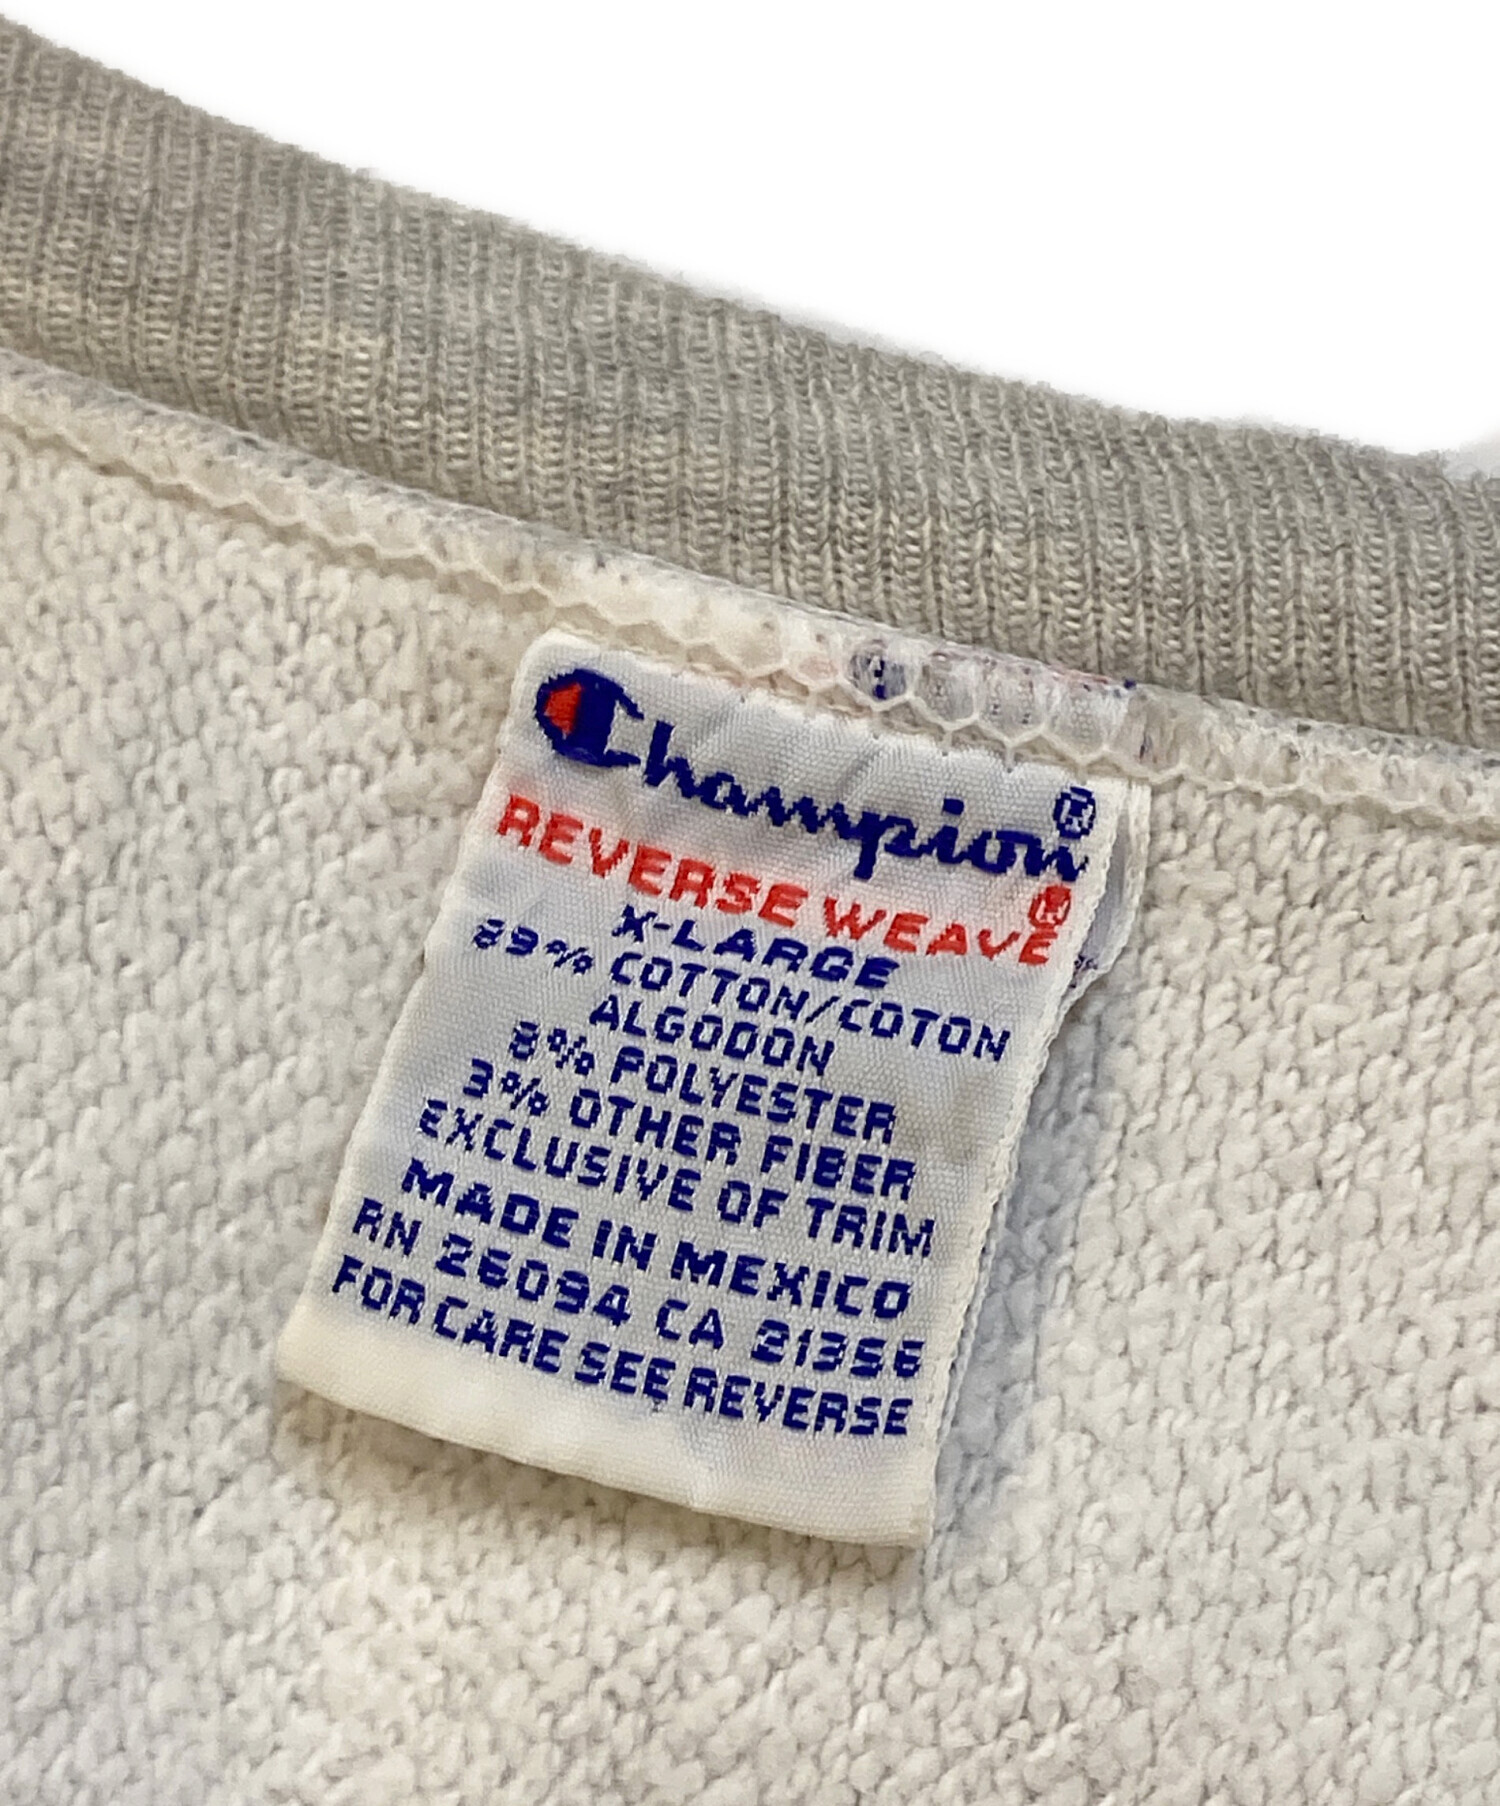 Champion®
REVERSE WEAVE®
X-LARGE
89% COTTON/COTON
ALGODON
8% POLYESTER
3% OTHER FIBER
EXCLUSIVE OF TRIM
MADE IN MEXICO
RN 26094 CA 21356
FOR CARE SEE REVERSE